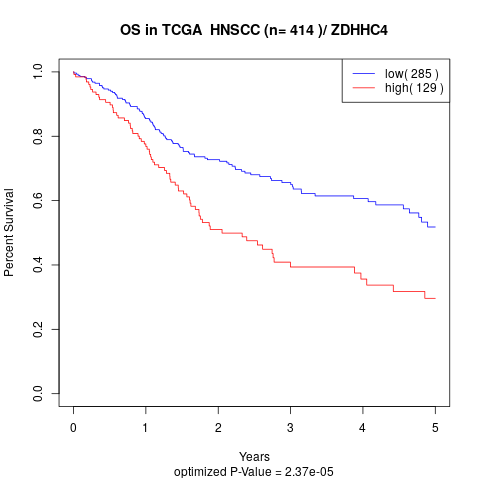 OS in TCGA  HNSCC (n= 414 )/ ZDHHC4
low( 285 )
high( 129 )
Percent Survival
1.0
0.8
0.6
0.4
0.2
0.0
0 1 2 3 4 5
Years
optimized P-Value = 2.37e-05